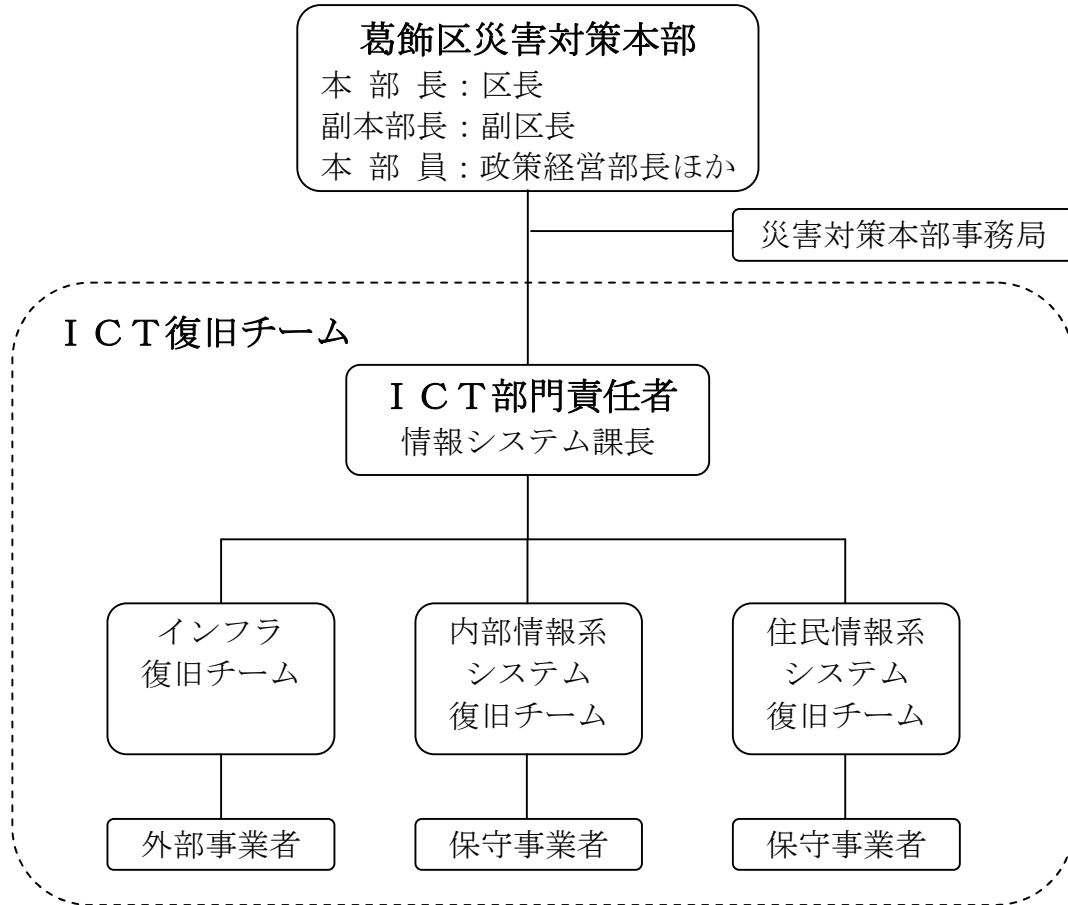 葛飾区災害対策本部
本 部 長：区長
副本部長：副区長
本 部 員：政策経営部長ほか
災害対策本部事務局
ＩＣＴ復旧チーム
ＩＣＴ部門責任者
情報システム課長
インフラ
復旧チーム
内部情報系
システム
復旧チーム
住民情報系
システム
復旧チーム
外部事業者
保守事業者
保守事業者